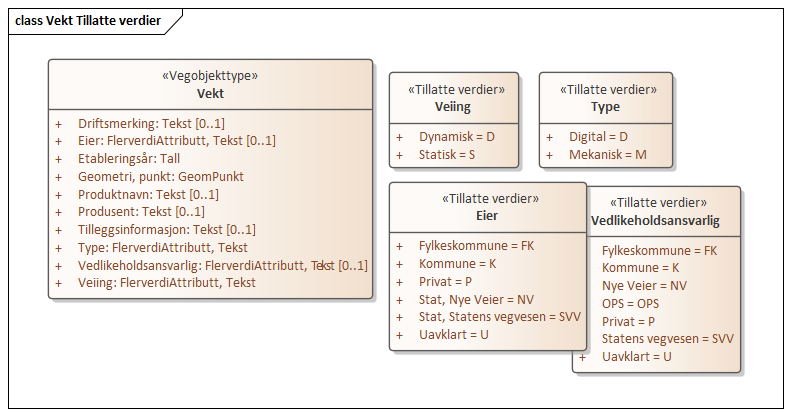 class Vekt Tillatte verdier
«Vegobjekttype»
Vekt
+ Driftsmerking: Tekst [0..1]
+ Eier: FlerverdiAttributt, Tekst [0..1]
+ Etableringsår: Tall
+ Geometri, punkt: GeomPunkt
+ Produktnavn: Tekst [0..1]
+ Produsent: Tekst [0..1]
+ Tilleggsinformasjon: Tekst [0..1]
+ Type: FlerverdiAttributt, Tekst
+ Vedlikeholdsansvarlig: FlerverdiAttributt, Tekst [0..1]
+ Veiing: FlerverdiAttributt, Tekst
«Tillatte verdier»
Veiing
+ Dynamisk = D
+ Statisk = S
«Tillatte verdier»
Type
+ Digital = D
+ Mekanisk = M
«Tillatte verdier»
Eier
+ Fylkeskommune = FK
+ Kommune = K
+ Privat = P
+ Stat, Nye Veier = NV
+ Stat, Statens vegvesen = SVV
+ Uavklart = U
«Tillatte verdier»
Vedlikeholdsansvarlig
Fylkeskommune = FK
Kommune = K
Nye Veier = NV
OPS = OPS
Privat = P
Statens vegvesen = SVV
+ Uavklart = U